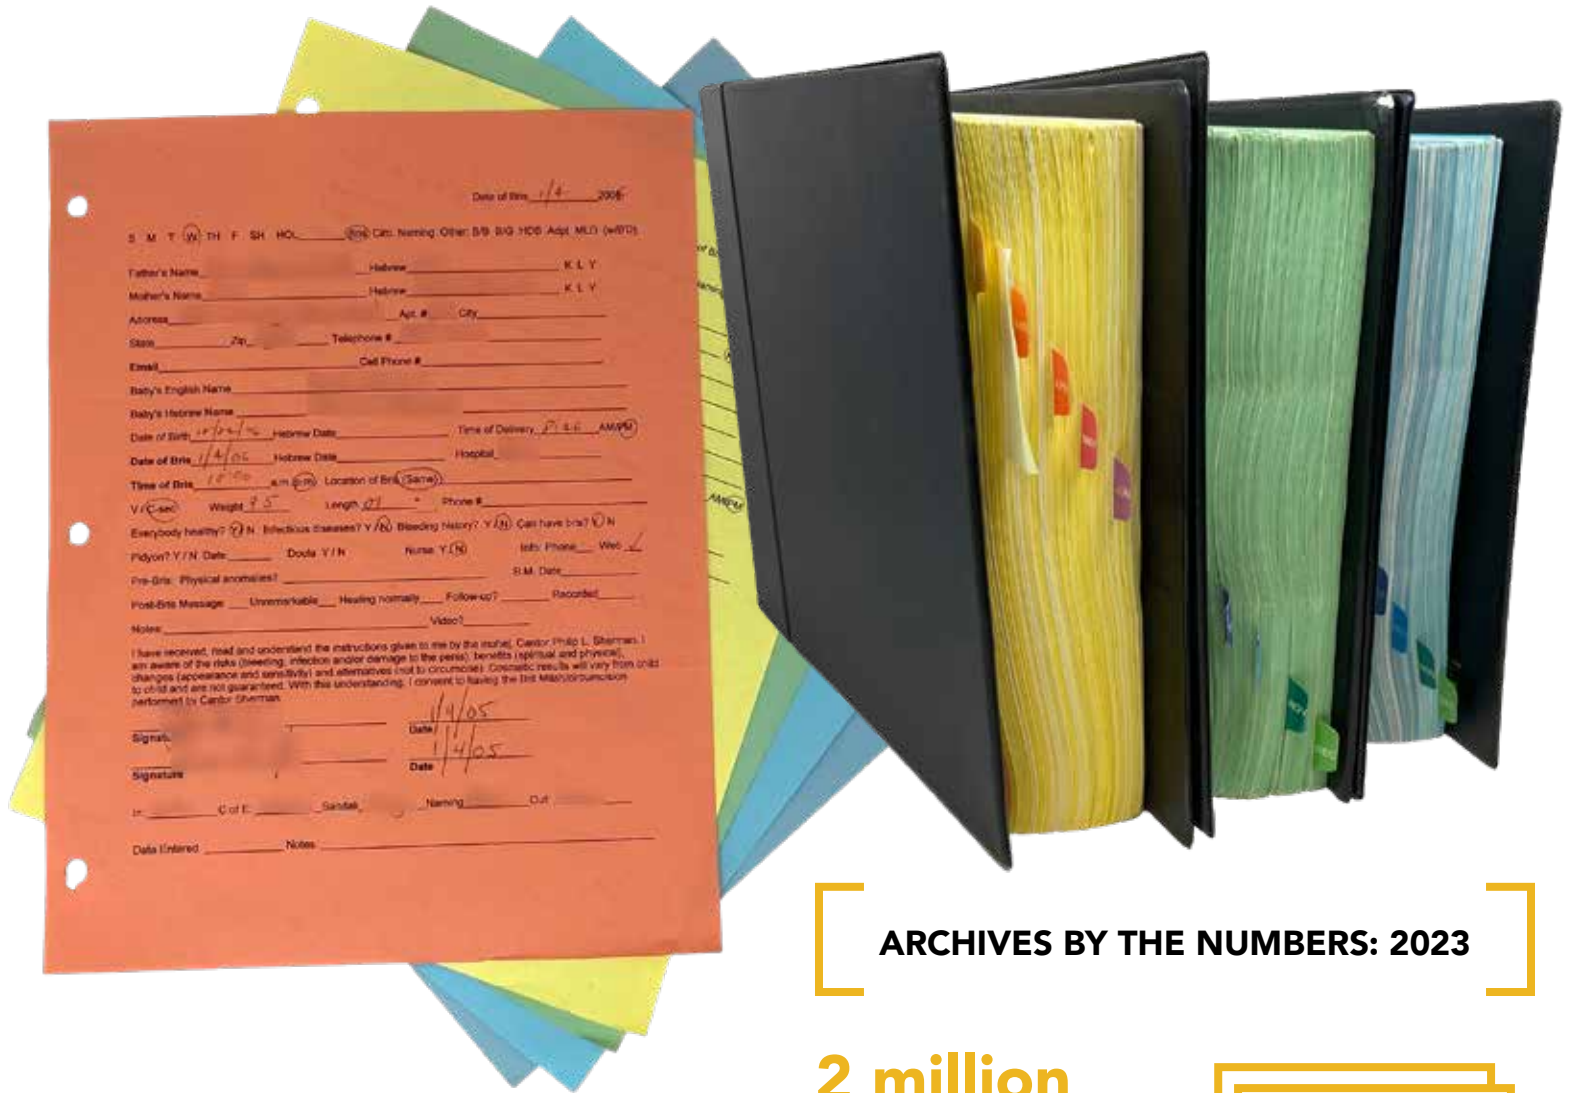 Date of Bris 1/4 2006
S M T W TH F SH HOL Bris Cert. Naming Other: B/B B/G HDB Adpt MLD (w/BD)
Father's Name Hebrew K L Y
Mother's Name Hebrew K L Y
Address Apt. # City
State Zip Telephone #
Email Cell Phone #
Baby's English Name
Baby's Hebrew Name
Date of Birth Hebrew Date Time of Delivery AM/PM
Date of Bris 1/4/06 Hebrew Date Hospital
Time of Bris a.m./p.m. Location of Bris (Same)
V / C-sec Weight Length " Phone #
Everybody healthy? Y/N Infectious diseases? Y/N Bleeding history? Y/N Can have bris? Y/N
Pidyon? Y / N Date: Doula Y / N Nurse Y/N Info: Phone Web
Pre-Bris: Physical anomalies? B.M. Date
Post-Bris Message: Unremarkable Healing normally Follow-up? Recorded
Notes: Video?
I have received, read and understand the instructions given to me by the mohel, Cantor Philip L. Sherman. I
am aware of the risks (bleeding, infection and/or damage to the penis), benefits (spiritual and physical),
changes (appearance and sensitivity) and alternatives (not to circumcise). Cosmetic results will vary from child
to child and are not guaranteed. With this understanding, I consent to having the Brit Milah/circumcision
performed by Cantor Sherman.
1/4/05
Signature Date
1/4/05
Signature Date
In: C of E: Sandak Naming Out
Data Entered Notes
AM/PM
ARCHIVES BY THE NUMBERS: 2023
2 million